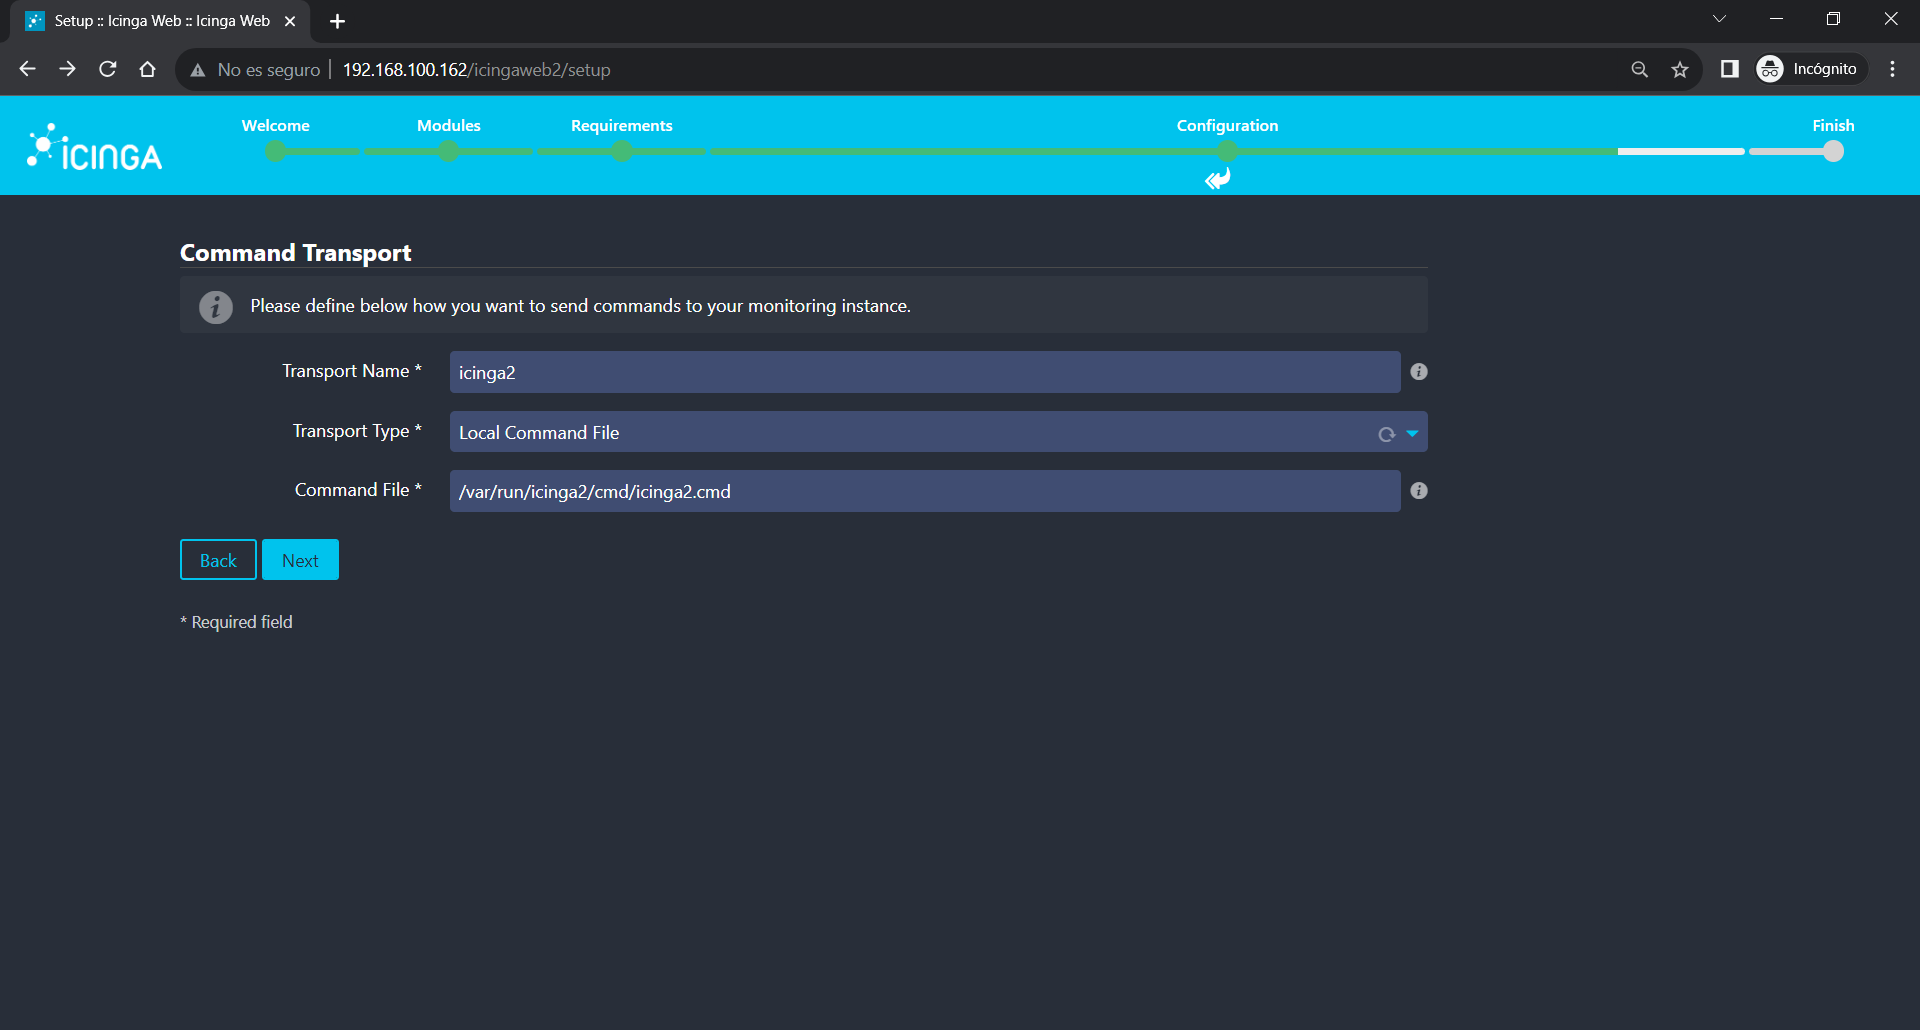 Setup :: Icinga Web :: Icinga Web
No es seguro | 192.168.100.162/icingaweb2/setup
Incógnito
ICINGA
Welcome
Modules
Requirements
Configuration
Finish
Command Transport
Please define below how you want to send commands to your monitoring instance.
Transport Name * icinga2
Transport Type * Local Command File
Command File * /var/run/icinga2/cmd/icinga2.cmd
Back Next
* Required field